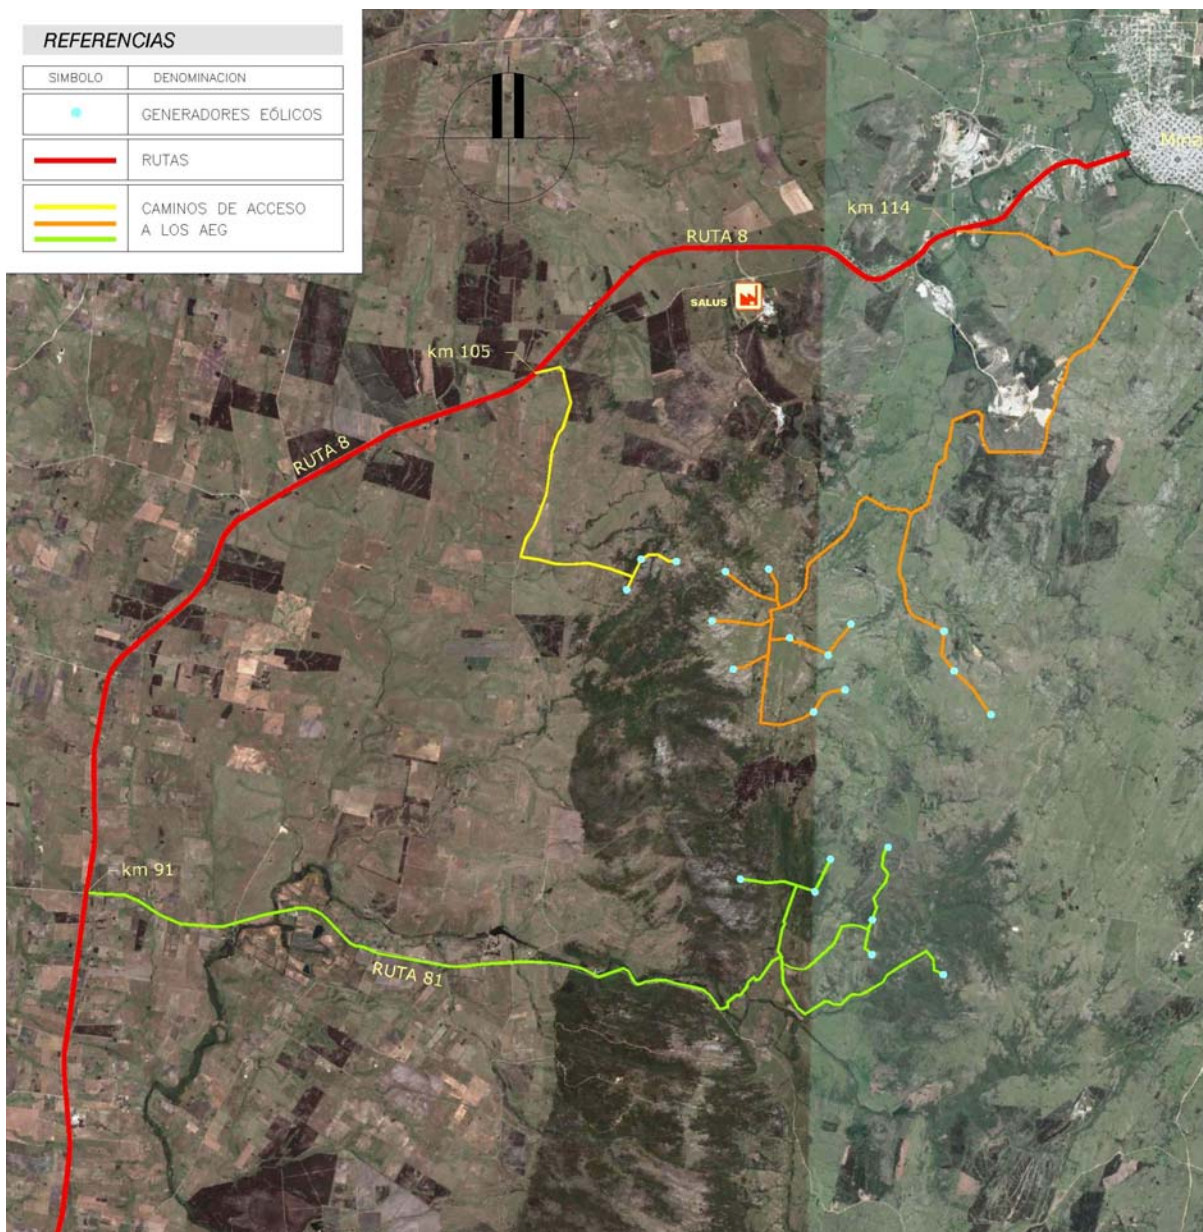 REFERENCIAS
SIMBOLO DENOMINACION
GENERADORES EÓLICOS
RUTAS
CAMINOS DE ACCESO
A LOS AEG
km 114
RUTA 8
SALUS
km 105
RUTA 8
km 91
RUTA 81